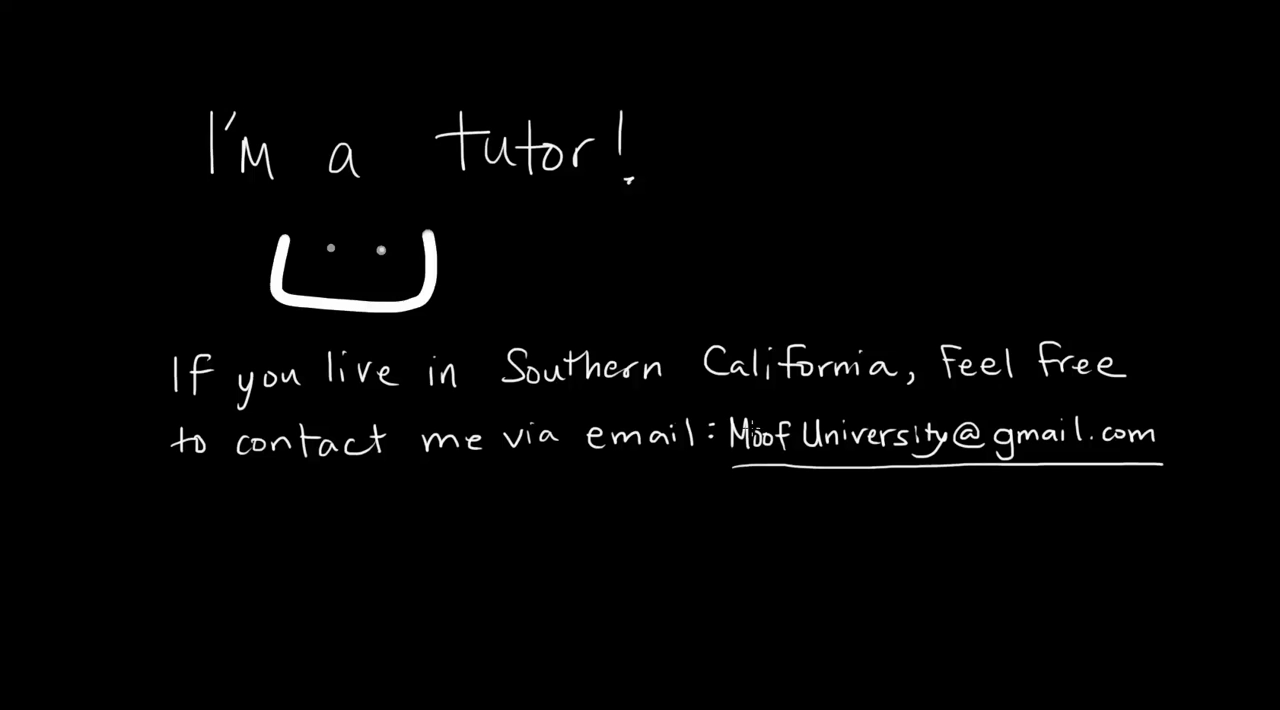 I'm a tutor!
If you live in Southern California, feel free
to contact me via email: MoofUniversity@gmail.com